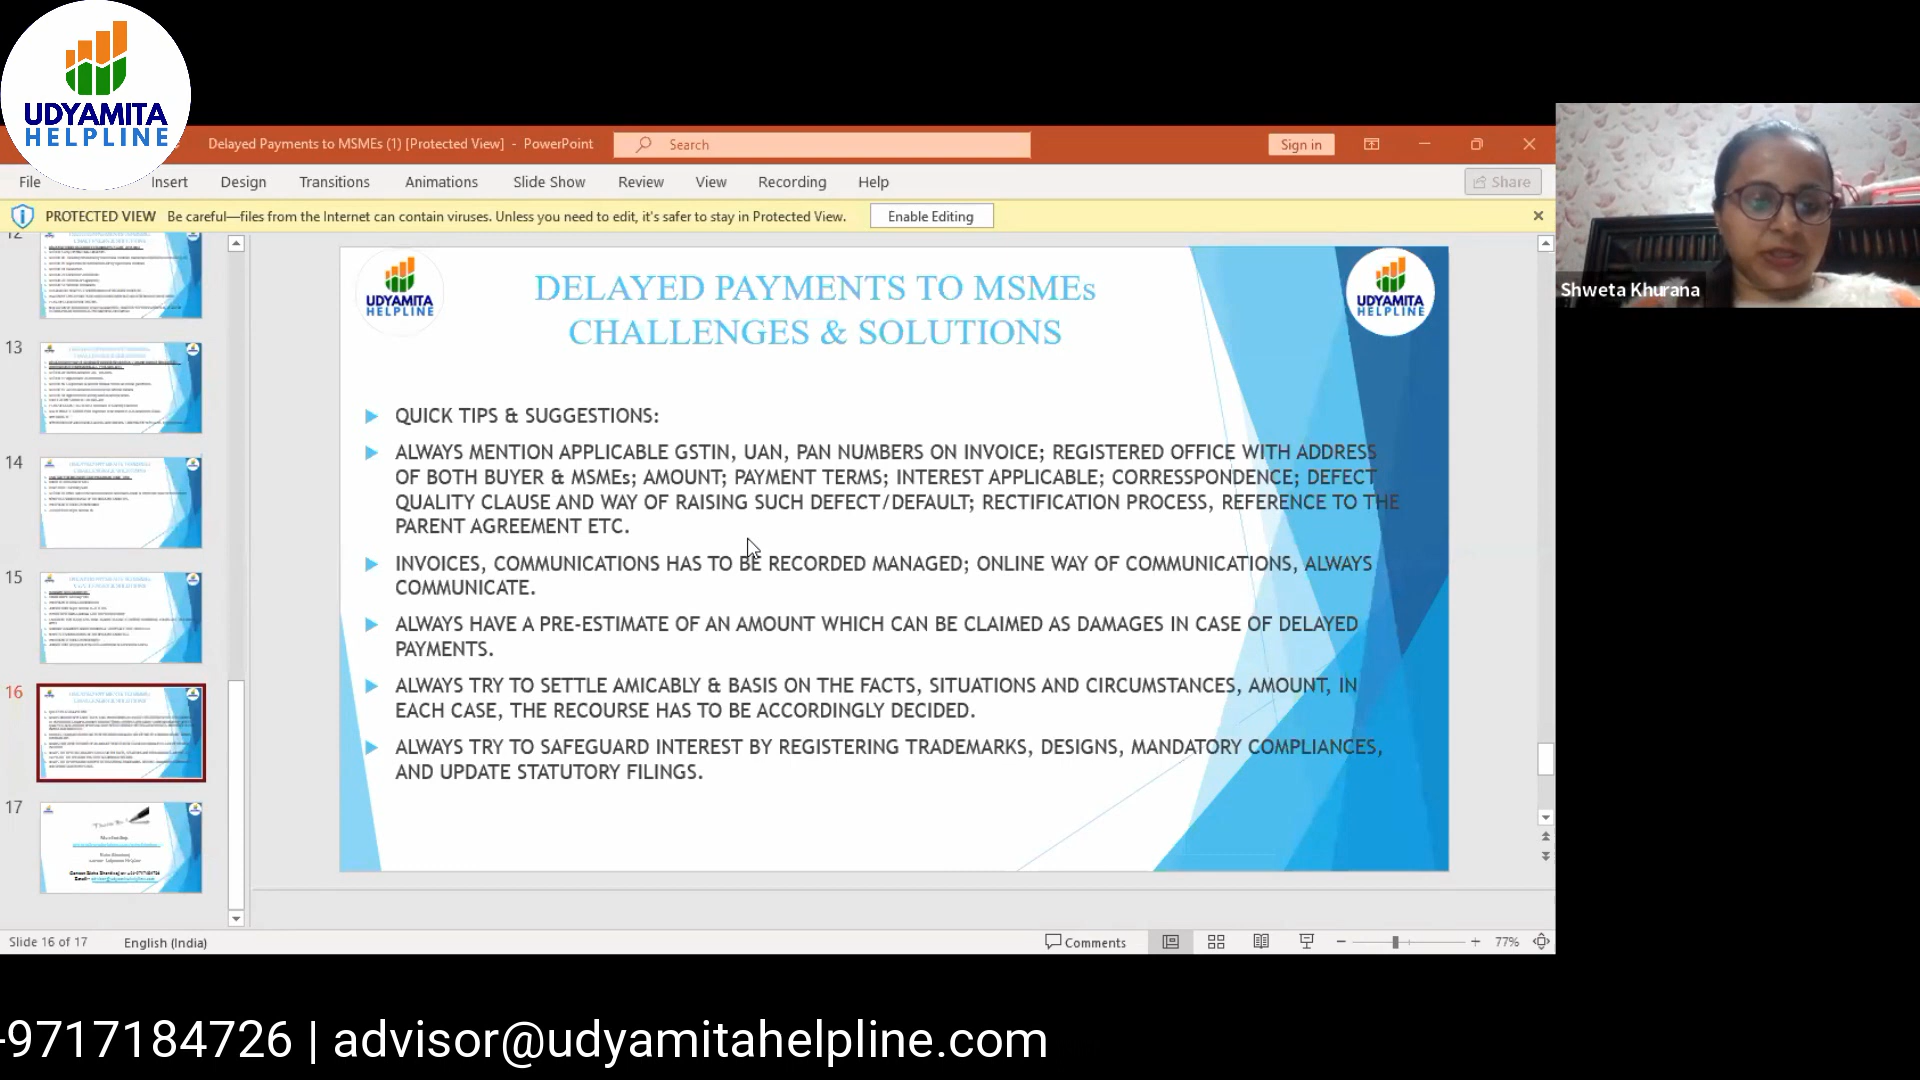 UDYAMITA
HELPLINE
Delayed Payments to MSMEs (1) [Protected View] - PowerPoint
Search
Sign in
File
Insert
Design
Transitions
Animations
Slide Show
Review
View
Recording
Help
Share
PROTECTED VIEW Be careful—files from the Internet can contain viruses. Unless you need to edit, it's safer to stay in Protected View.
Enable Editing
12
13
14
15
16
17
UDYAMITA
HELPLINE
DELAYED PAYMENTS TO MSMEs
CHALLENGES & SOLUTIONS
UDYAMITA
HELPLINE
QUICK TIPS & SUGGESTIONS:
ALWAYS MENTION APPLICABLE GSTIN, UAN, PAN NUMBERS ON INVOICE; REGISTERED OFFICE WITH ADDRESS
OF BOTH BUYER & MSMEs; AMOUNT; PAYMENT TERMS; INTEREST APPLICABLE; CORRESSPONDENCE; DEFECT
QUALITY CLAUSE AND WAY OF RAISING SUCH DEFECT/DEFAULT; RECTIFICATION PROCESS, REFERENCE TO THE
PARENT AGREEMENT ETC.
INVOICES, COMMUNICATIONS HAS TO BE RECORDED MANAGED; ONLINE WAY OF COMMUNICATIONS, ALWAYS
COMMUNICATE.
ALWAYS HAVE A PRE-ESTIMATE OF AN AMOUNT WHICH CAN BE CLAIMED AS DAMAGES IN CASE OF DELAYED
PAYMENTS.
ALWAYS TRY TO SETTLE AMICABLY & BASIS ON THE FACTS, SITUATIONS AND CIRCUMSTANCES, AMOUNT, IN
EACH CASE, THE RECOURSE HAS TO BE ACCORDINGLY DECIDED.
ALWAYS TRY TO SAFEGUARD INTEREST BY REGISTERING TRADEMARKS, DESIGNS, MANDATORY COMPLIANCES,
AND UPDATE STATUTORY FILINGS.
Shweta Khurana
Slide 16 of 17
English (India)
Comments
77%
-9717184726 | advisor@udyamitahelpline.com